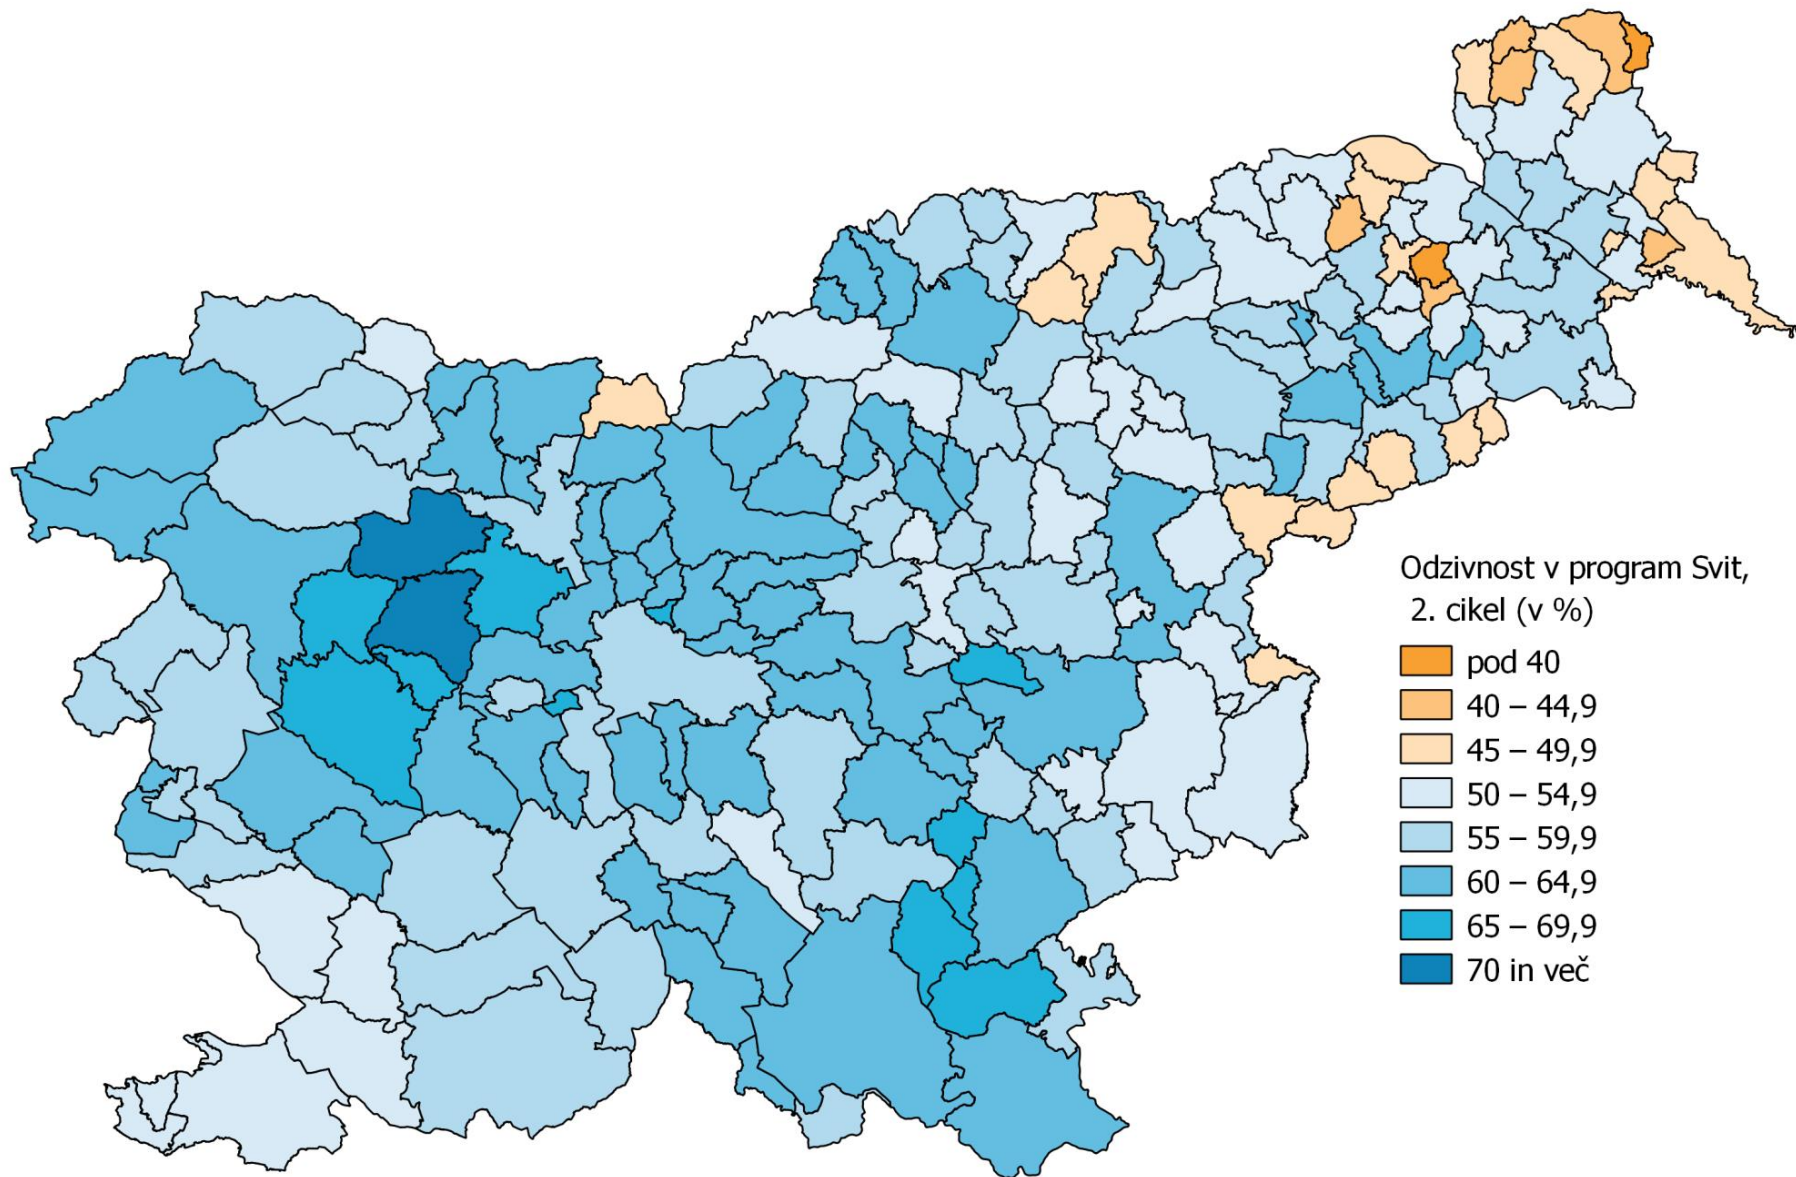 Odzivnost v program Svit,
2. cikel (v %)
pod 40
40 – 44,9
45 – 49,9
50 – 54,9
55 – 59,9
60 – 64,9
65 – 69,9
70 in več